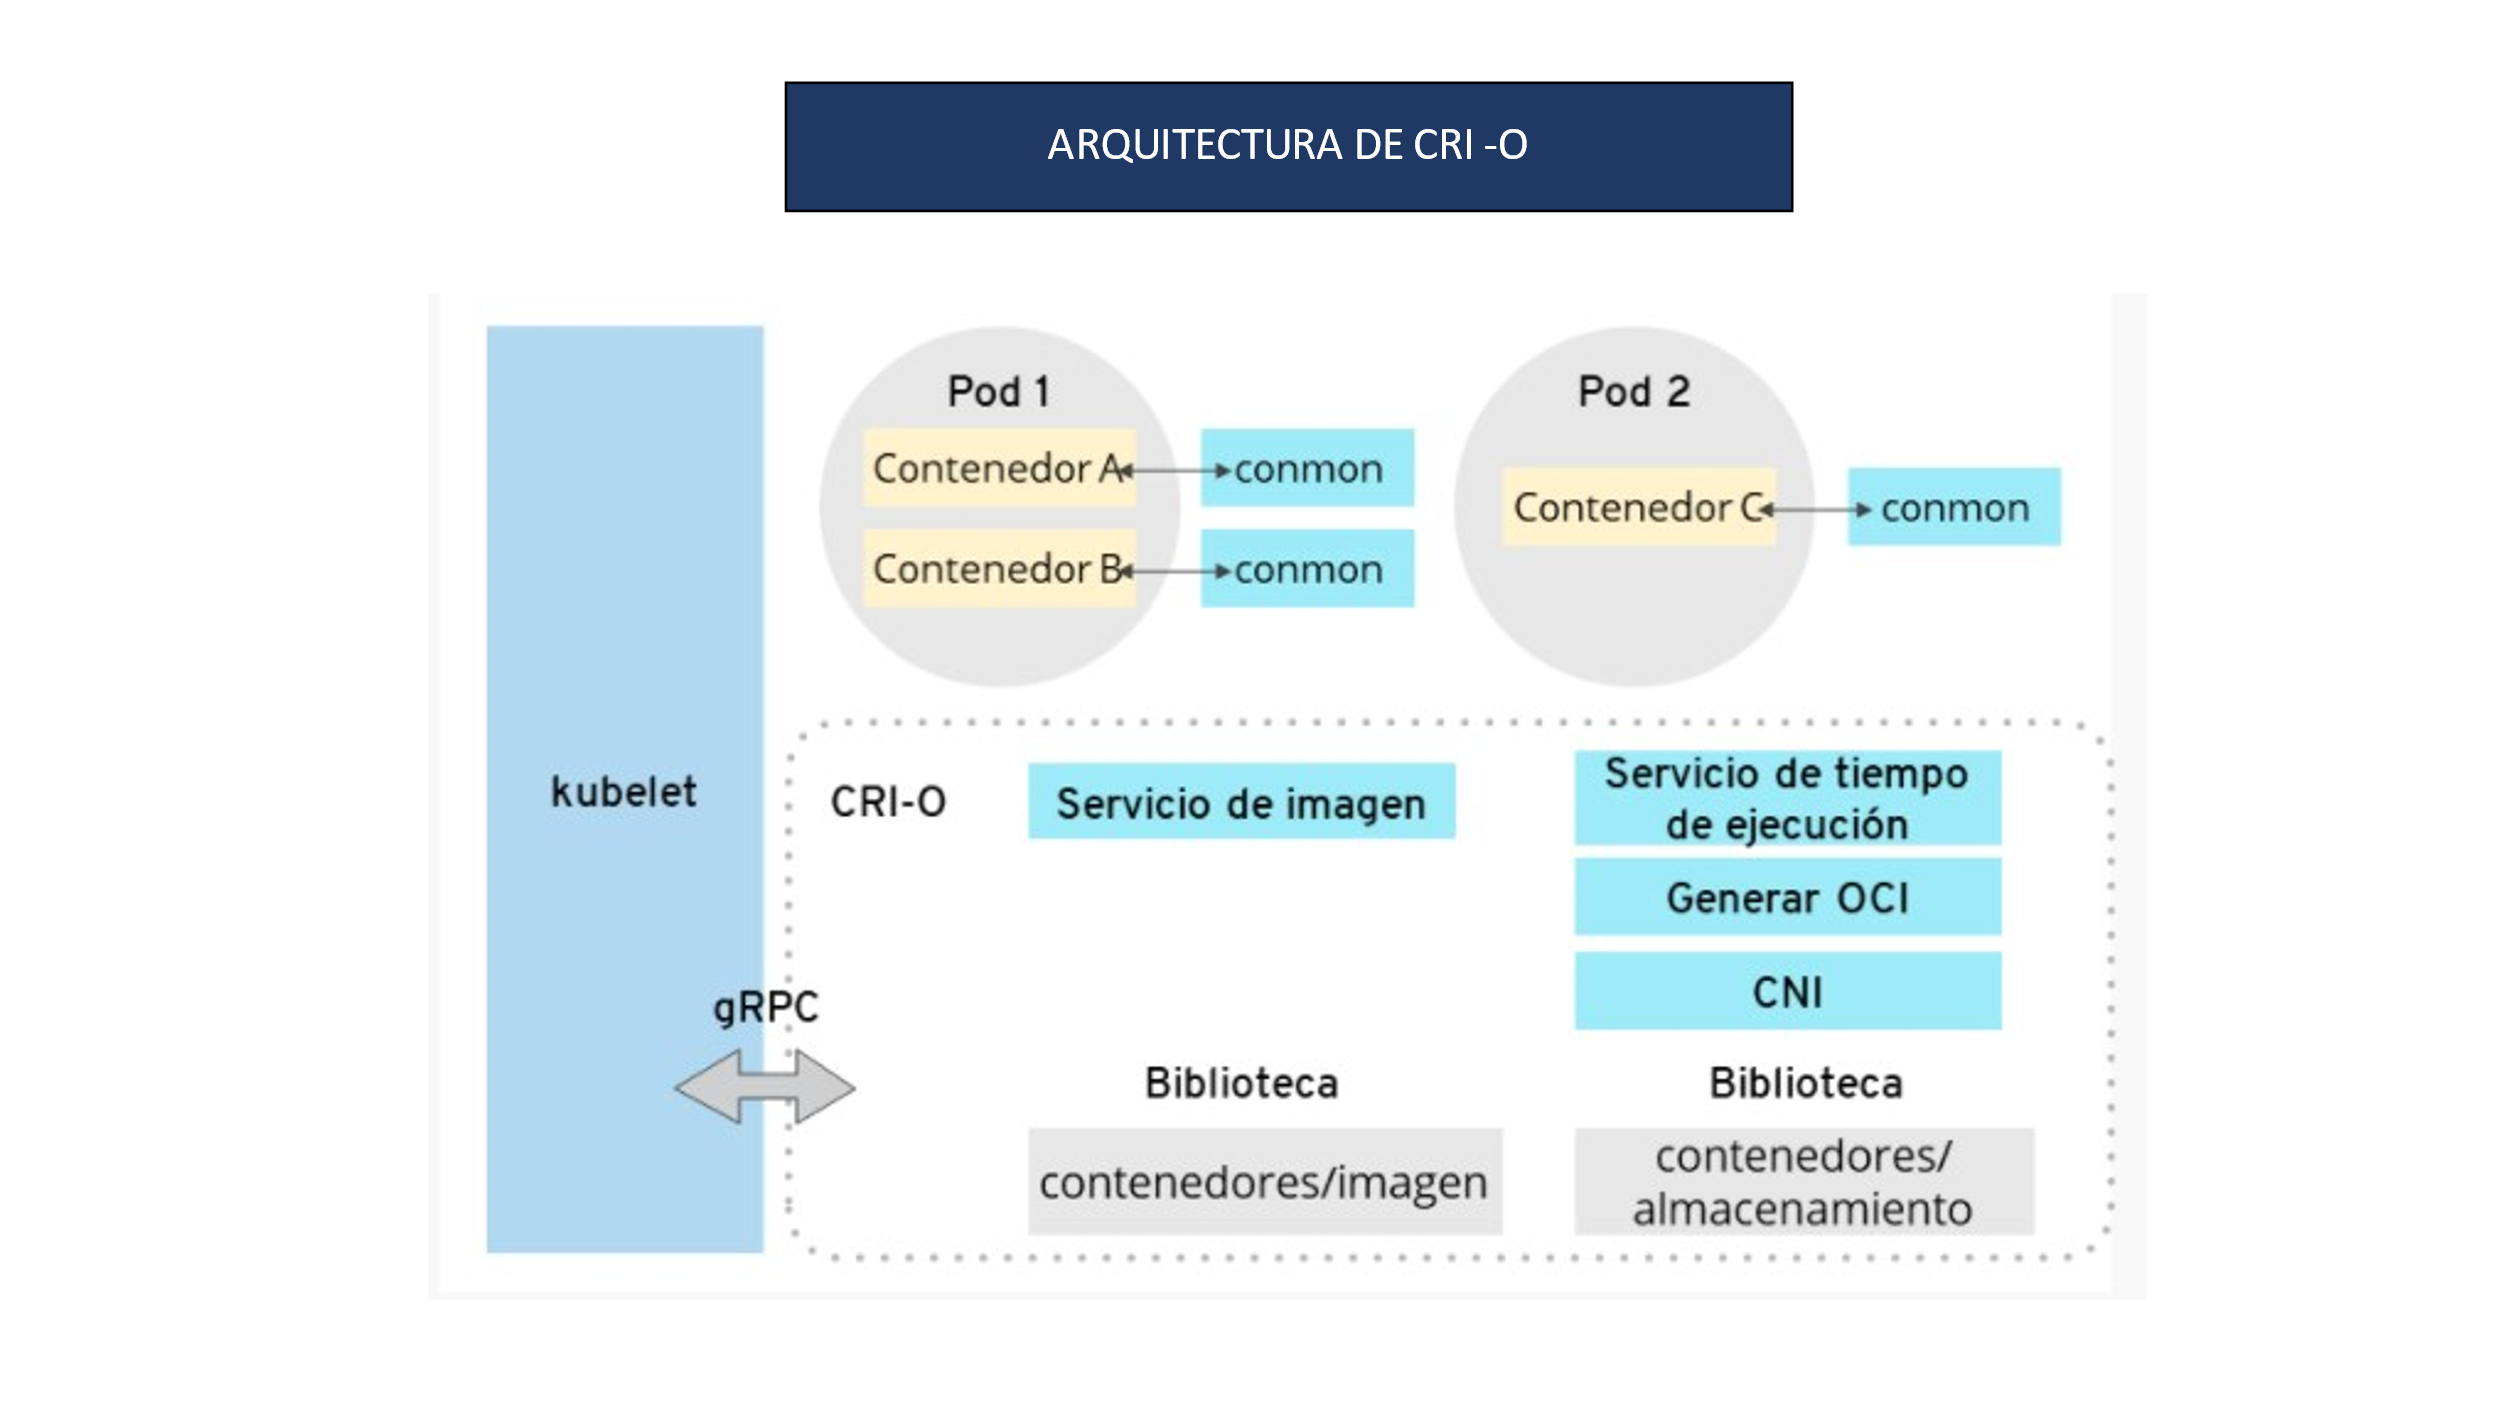 ARQUITECTURA DE CRI -O
Pod 1
Contenedor A
conmon
Contenedor B
conmon
Pod 2
Contenedor C
conmon
kubelet
gRPC
CRI-O
Servicio de imagen
Servicio de tiempo
de ejecución
Generar OCI
CNI
Biblioteca
contenedores/imagen
Biblioteca
contenedores/
almacenamiento